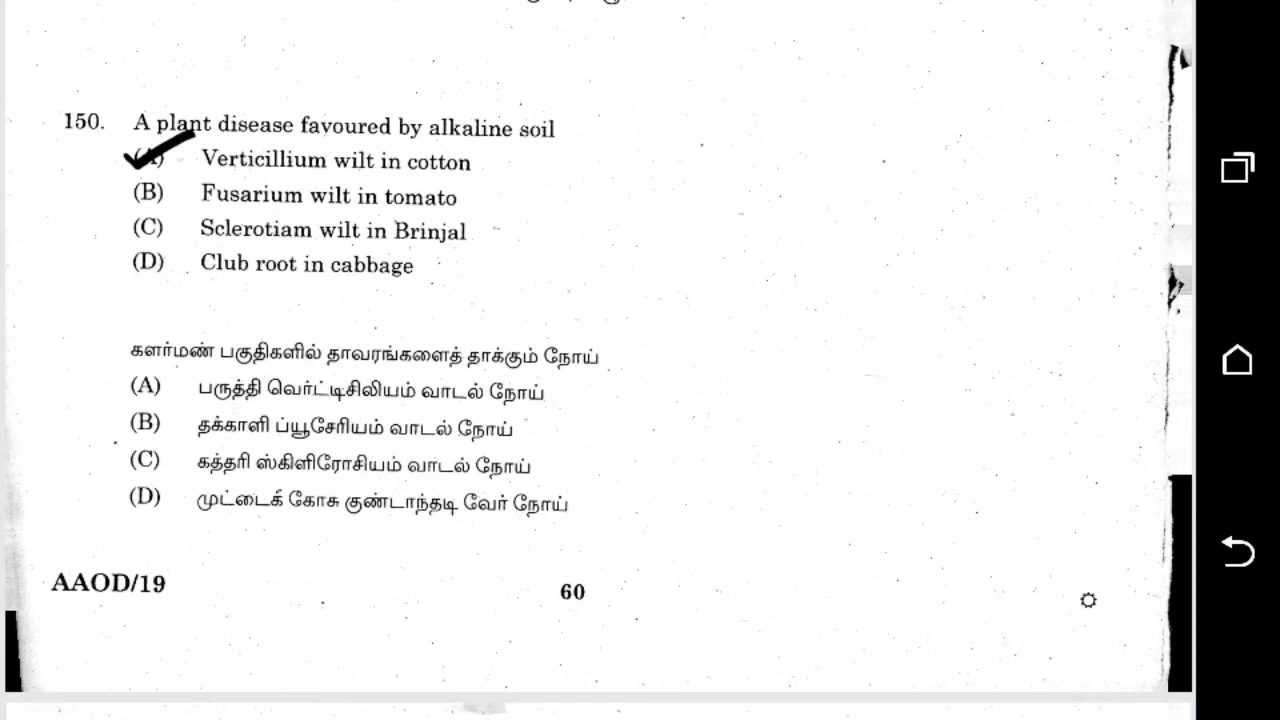 150. A plant disease favoured by alkaline soil
(A) Verticillium wilt in cotton
(B) Fusarium wilt in tomato
(C) Sclerotiam wilt in Brinjal
(D) Club root in cabbage
களர்மண் பகுதிகளில் தாவரங்களைத் தாக்கும் நோய்
(A) பருத்தி வெர்ட்டிசிலியம் வாடல் நோய்
(B) தக்காளி ப்யூசேரியம் வாடல் நோய்
(C) கத்தரி ஸ்கிளிரோசியம் வாடல் நோய்
(D) முட்டைக் கோசு குண்டாந்தடி வேர் நோய்
AAOD/19 60